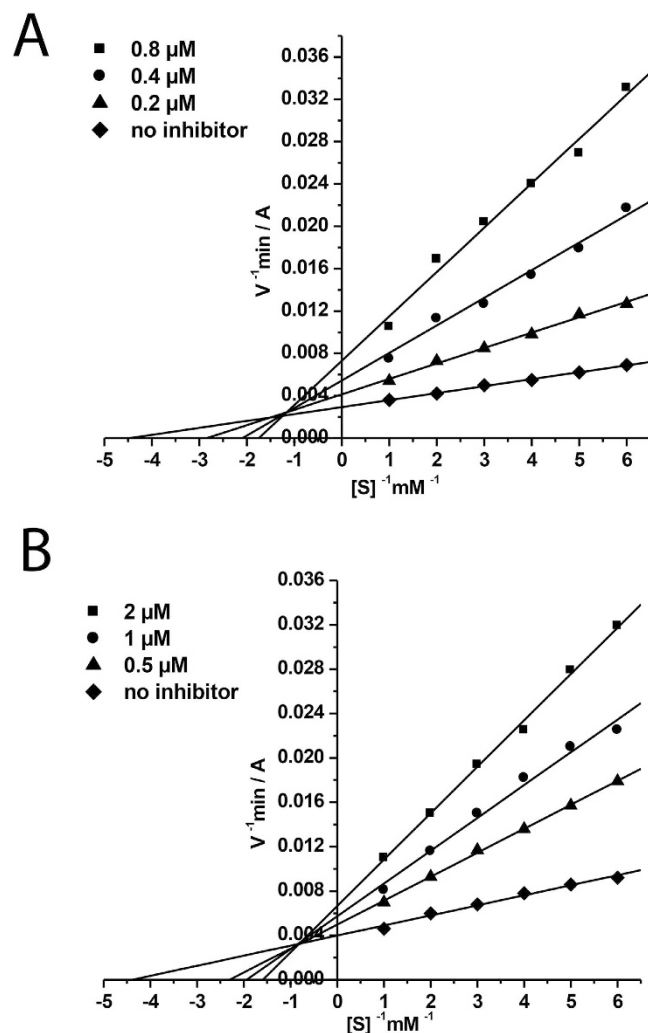 A
0.8 µM
0.4 µM
0.2 µM
no inhibitor
0.036
0.032
0.028
0.024
0.020
0.016
0.012
0.008
0.004
0.000
V⁻¹min / A
-5 -4 -3 -2 -1 0 1 2 3 4 5 6
[S]⁻¹mM⁻¹
B
2 µM
1 µM
0.5 µM
no inhibitor
0.036
0.032
0.028
0.024
0.020
0.016
0.012
0.008
0.004
0.000
V⁻¹min / A
-5 -4 -3 -2 -1 0 1 2 3 4 5 6
[S]⁻¹mM⁻¹